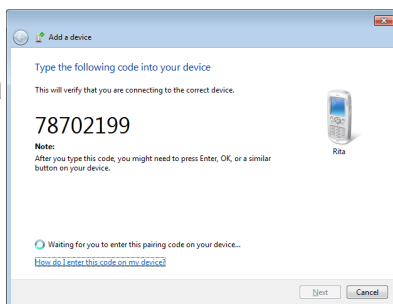 Add a device
Type the following code into your device
This will verify that you are connecting to the correct device.
78702199
Note:
After you type this code, you might need to press Enter, OK, or a similar
button on your device.
Rita
Waiting for you to enter this pairing code on your device...
How do I enter this code on my device?
Next
Cancel